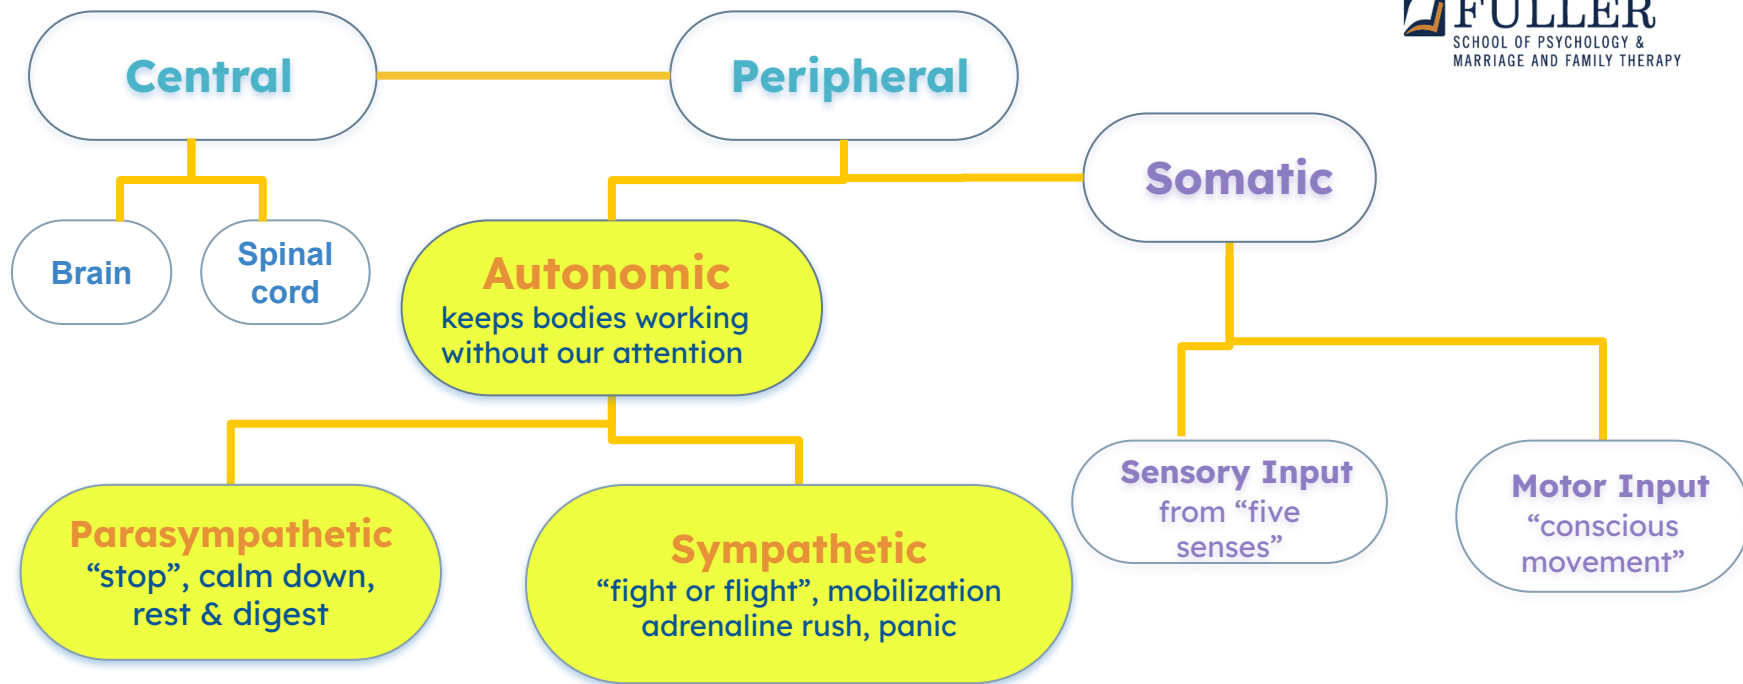 FULLER
SCHOOL OF PSYCHOLOGY &
MARRIAGE AND FAMILY THERAPY
Central
Peripheral
Somatic
Brain
Spinal
cord
Autonomic
keeps bodies working
without our attention
Parasympathetic
“stop”, calm down,
rest & digest
Sympathetic
“fight or flight”, mobilization
adrenaline rush, panic
Sensory Input
from “five
senses”
Motor Input
“conscious
movement”